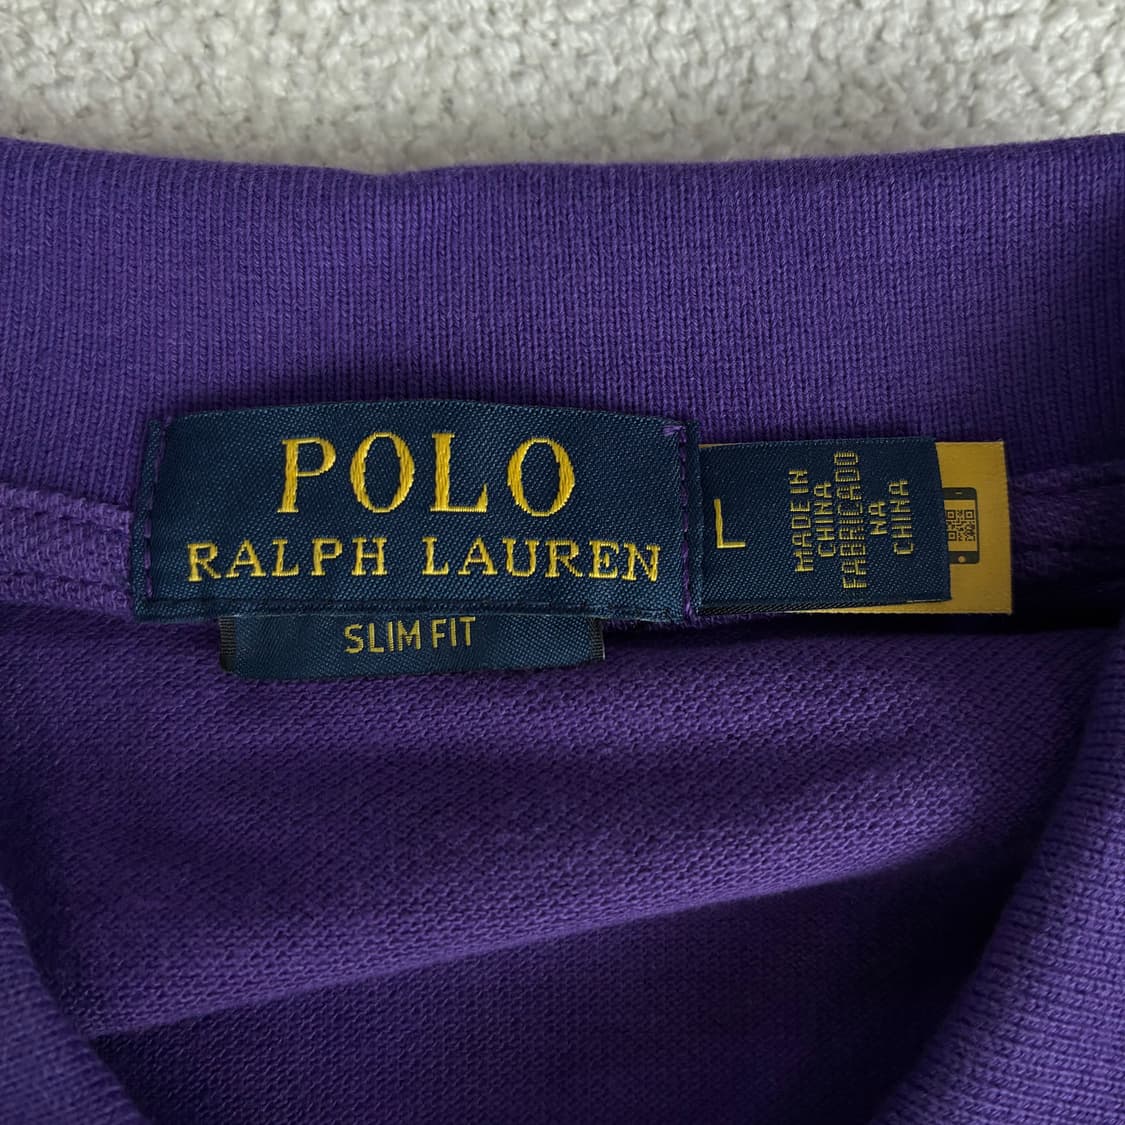 POLO
RALPH LAUREN
SLIM FIT
L
MADE IN
CHINA
FABRICADO
NA
CHINA